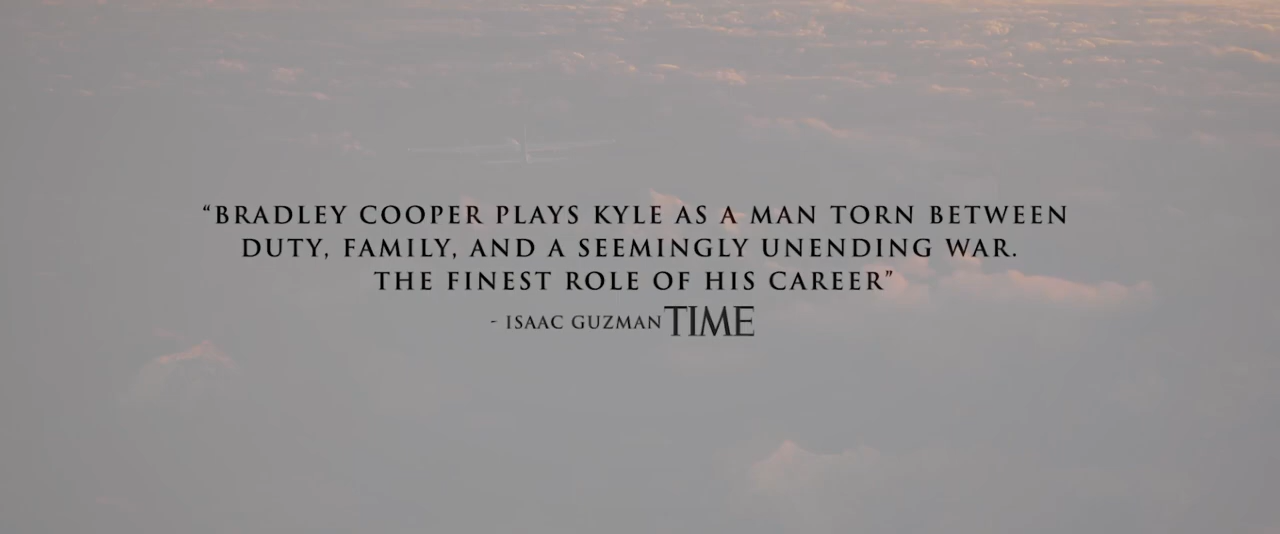 “BRADLEY COOPER PLAYS KYLE AS A MAN TORN BETWEEN
DUTY, FAMILY, AND A SEEMINGLY UNENDING WAR.
THE FINEST ROLE OF HIS CAREER”
- ISAAC GUZMAN TIME